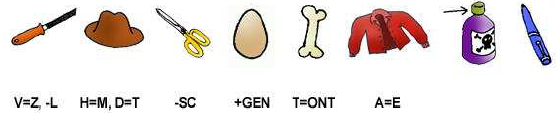 V=Z, -L H=M, D=T -SC +GEN T=ONT A=E